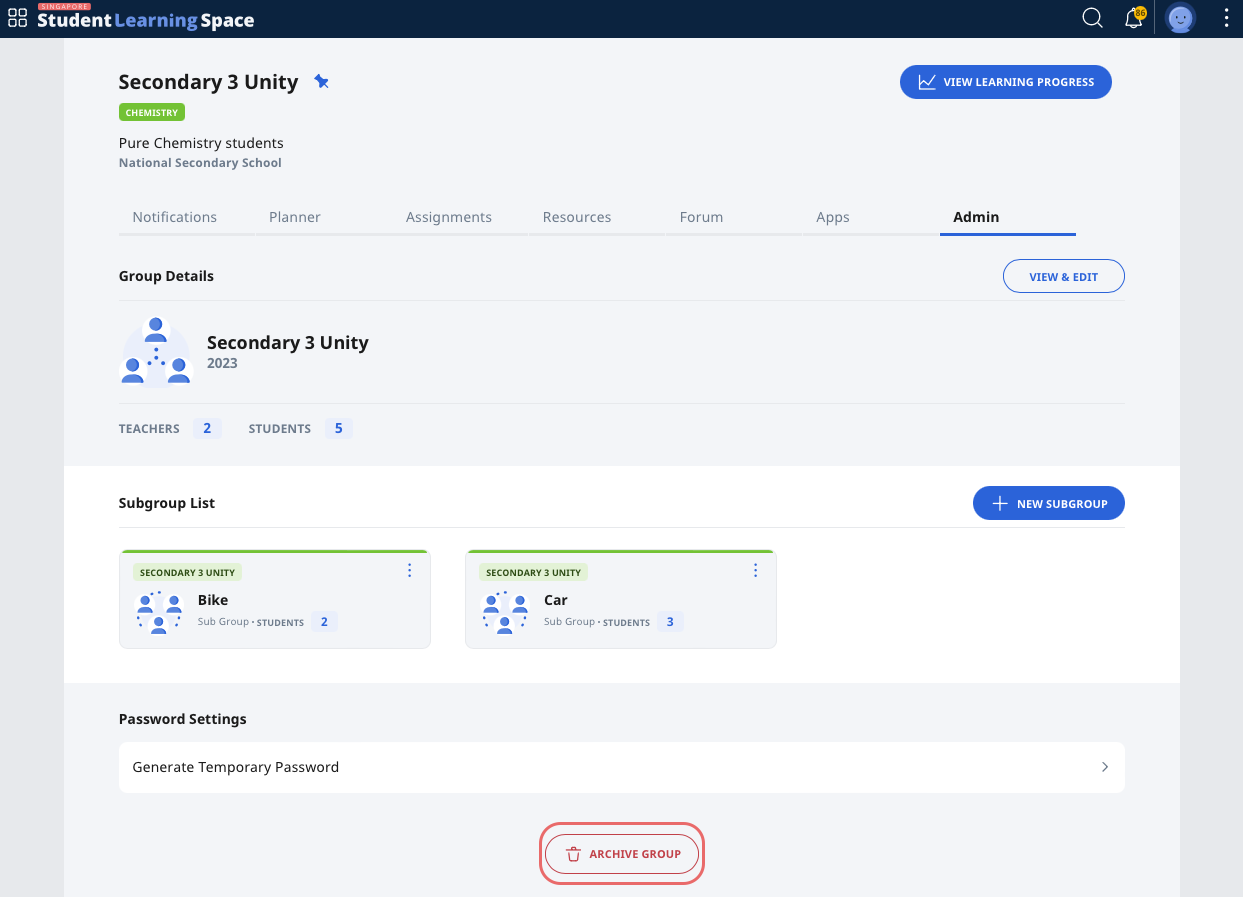 SINGAPORE
Student Learning Space
86
Secondary 3 Unity
VIEW LEARNING PROGRESS
CHEMISTRY
Pure Chemistry students
National Secondary School
Notifications Planner Assignments Resources Forum Apps Admin
Group Details
VIEW & EDIT
Secondary 3 Unity
2023
TEACHERS 2 STUDENTS 5
Subgroup List
NEW SUBGROUP
SECONDARY 3 UNITY
Bike
Sub Group • STUDENTS 2
SECONDARY 3 UNITY
Car
Sub Group • STUDENTS 3
Password Settings
Generate Temporary Password
ARCHIVE GROUP